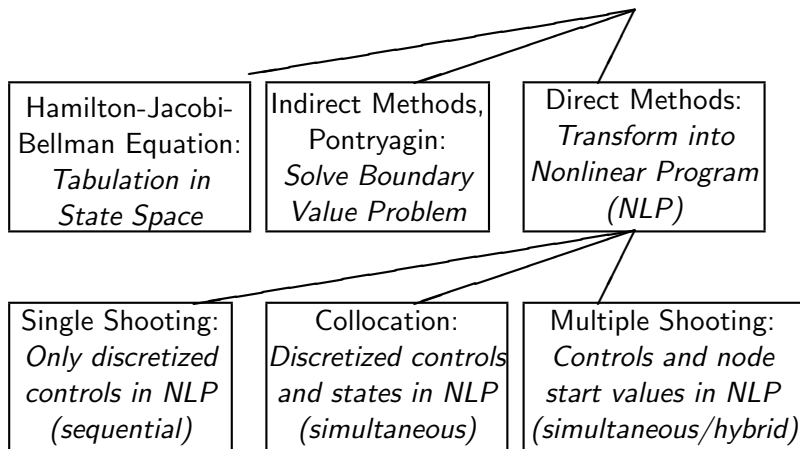 Hamilton-Jacobi-
Bellman Equation:
Tabulation in
State Space
Indirect Methods,
Pontryagin:
Solve Boundary
Value Problem
Direct Methods:
Transform into
Nonlinear Program
(NLP)
Single Shooting:
Only discretized
controls in NLP
(sequential)
Collocation:
Discretized controls
and states in NLP
(simultaneous)
Multiple Shooting:
Controls and node
start values in NLP
(simultaneous/hybrid)